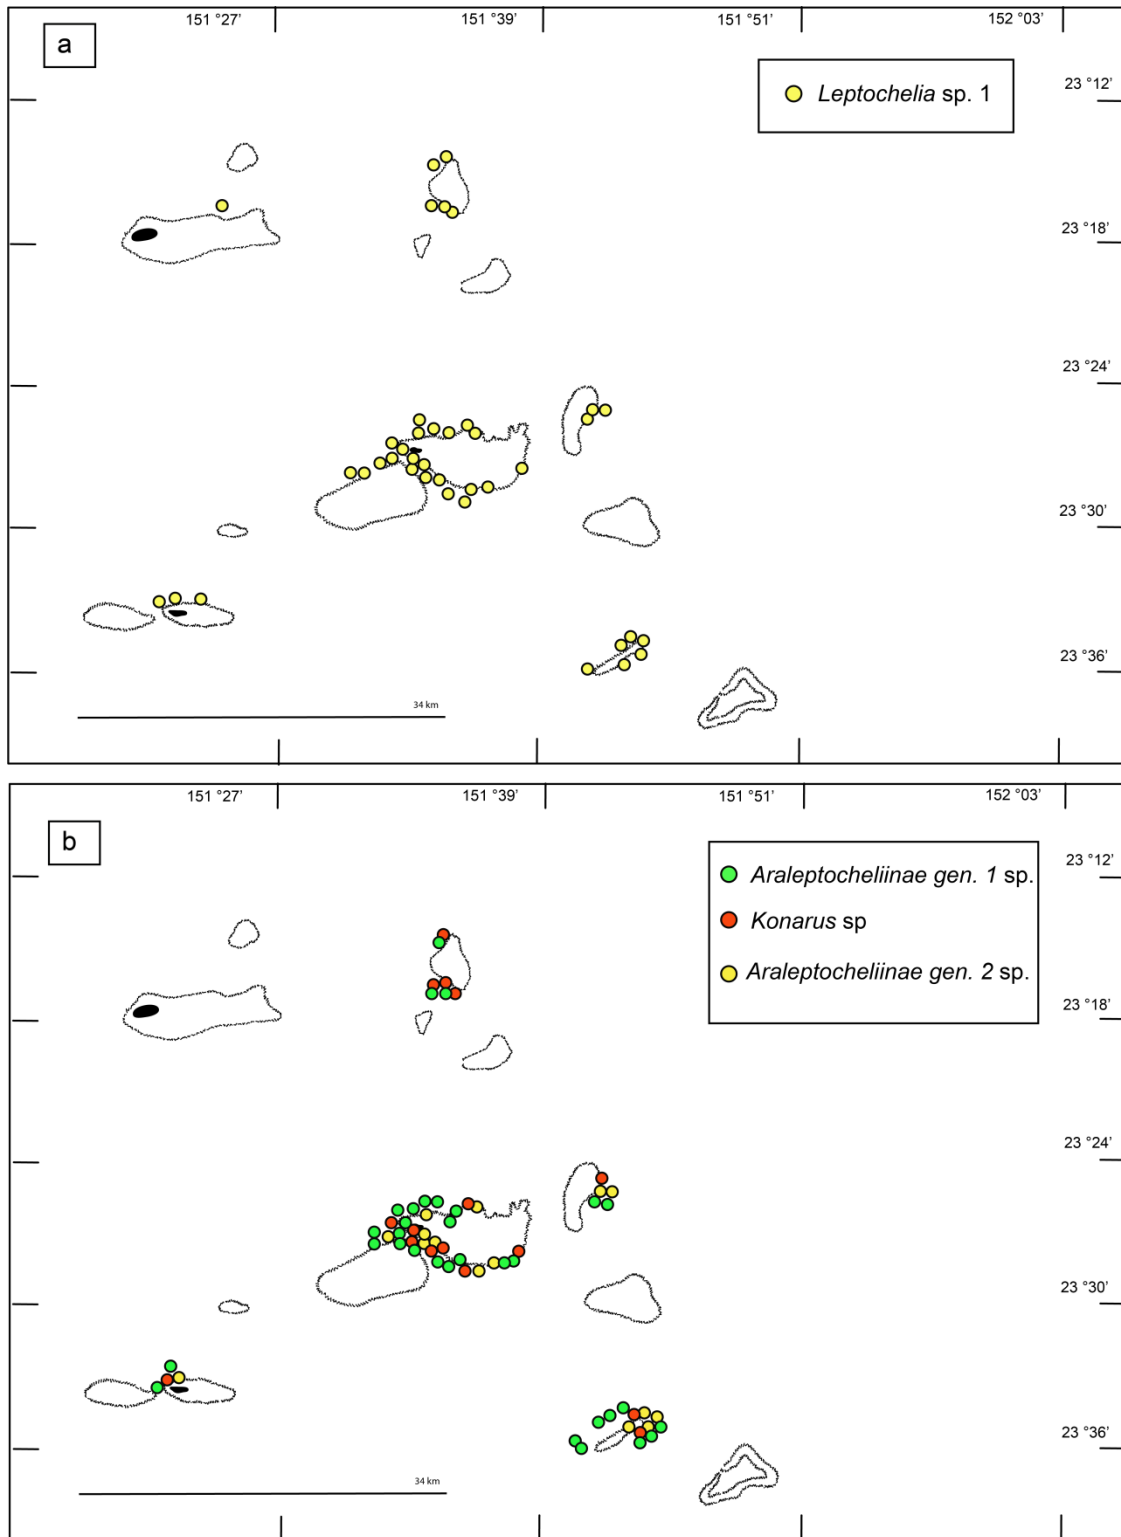 151 °27’ 151 °39’ 151 °51’ 152 °03’
a
Leptochelia sp. 1
23 °12’
23 °18’
23 °24’
23 °30’
23 °36’
34 km
151 °27’ 151 °39’ 151 °51’ 152 °03’
b
Araleptocheliinae gen. 1 sp.
Konarus sp
Araleptocheliinae gen. 2 sp.
23 °12’
23 °18’
23 °24’
23 °30’
23 °36’
34 km